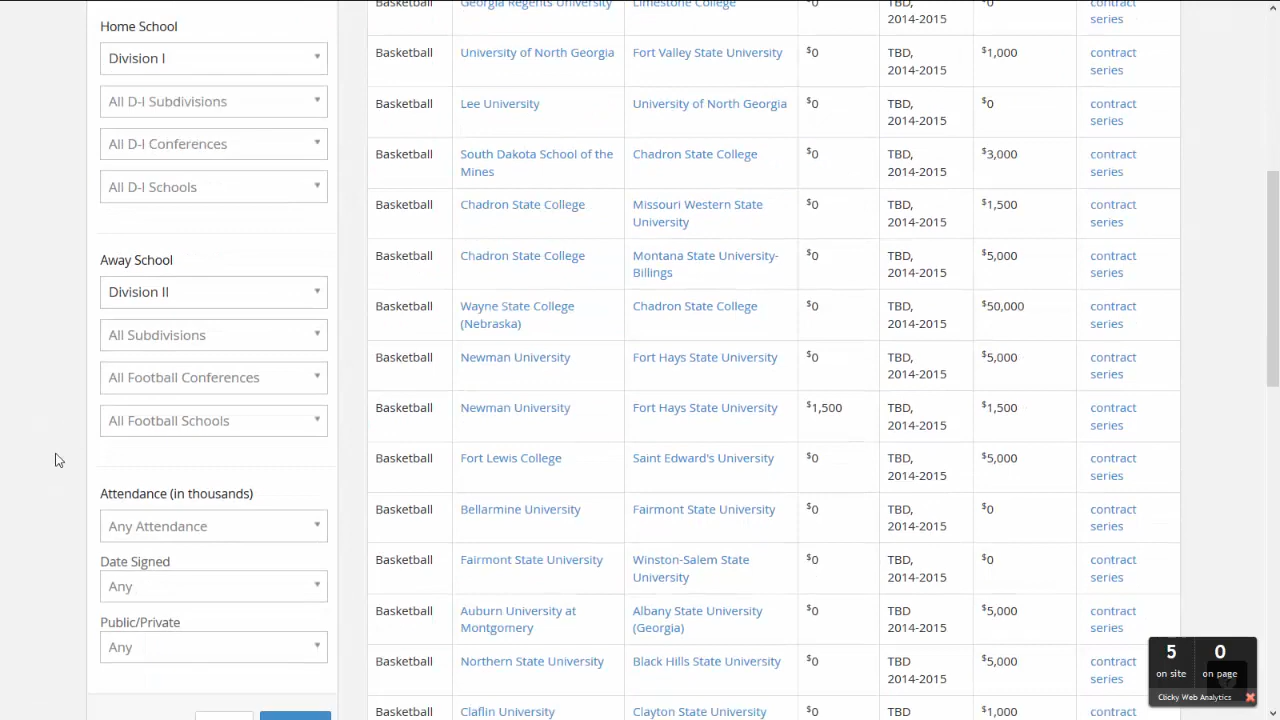 Home School
Division I
All D-I Subdivisions
All D-I Conferences
All D-I Schools
Away School
Division II
All Subdivisions
All Football Conferences
All Football Schools
Attendance (in thousands)
Any Attendance
Date Signed
Any
Public/Private
Any
Basketball Georgia Regents University Limestone College $0 TBD, 2014-2015 $0 contract series
Basketball University of North Georgia Fort Valley State University $0 TBD, $1,000 contract
2014-2015 series
Basketball Lee University University of North Georgia $0 TBD, $0 contract
2014-2015 series
Basketball South Dakota School of the Chadron State College $0 TBD, $3,000 contract
Mines 2014-2015 series
Basketball Chadron State College Missouri Western State $0 TBD, $1,500 contract
University 2014-2015 series
Basketball Chadron State College Montana State University- $0 TBD, $5,000 contract
Billings 2014-2015 series
Basketball Wayne State College Chadron State College $0 TBD, $50,000 contract
(Nebraska) 2014-2015 series
Basketball Newman University Fort Hays State University $0 TBD, $5,000 contract
2014-2015 series
Basketball Newman University Fort Hays State University $1,500 TBD, $1,500 contract
2014-2015 series
Basketball Fort Lewis College Saint Edward's University $0 TBD, $5,000 contract
2014-2015 series
Basketball Bellarmine University Fairmont State University $0 TBD, $0 contract
2014-2015 series
Basketball Fairmont State University Winston-Salem State $0 TBD, $0 contract
University 2014-2015 series
Basketball Auburn University at Albany State University $0 TBD $5,000 contract
Montgomery (Georgia) 2014-2015 series
Basketball Northern State University Black Hills State University $0 TBD $5,000 contract
2014-2015 series
Basketball Claflin University Clayton State University $0 TBD $1,000 contract
5 0
on site on page
Clicky Web Analytics